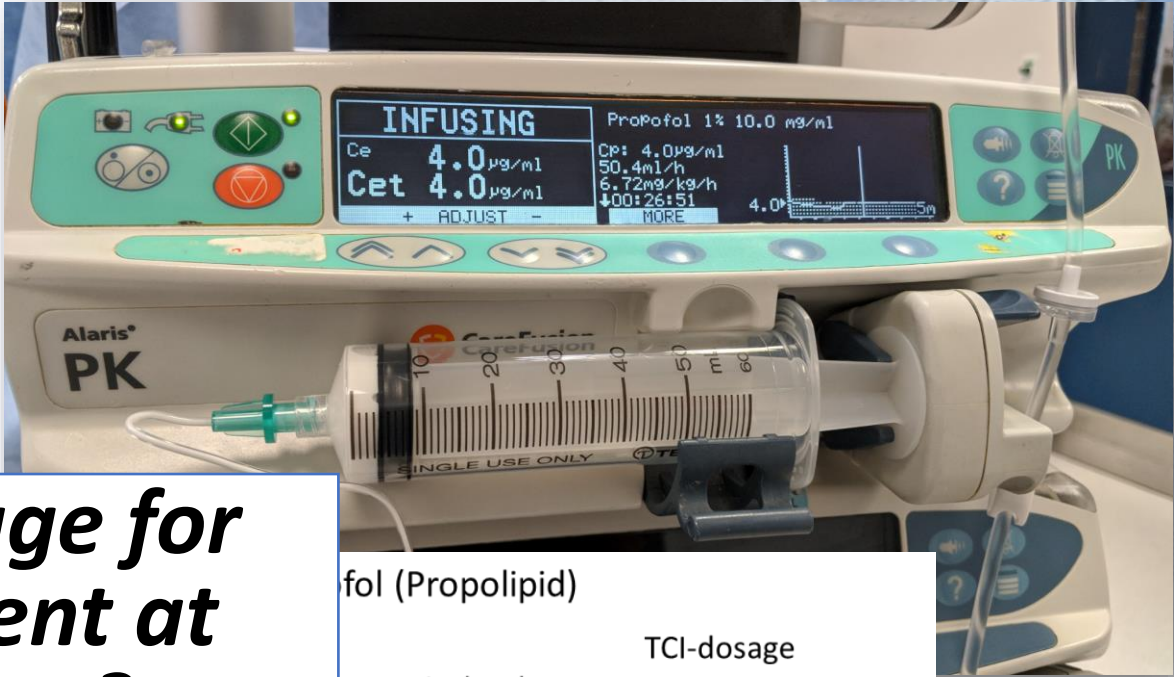 INFUSING
Ce 4.0µg/ml
Cet 4.0µg/ml
+ ADJUST -
Propofol 1% 10.0 mg/ml
Cp: 4.0µg/ml
50.4ml/h
6.72mg/kg/h
↓00:26:51
MORE
4.0
5m
PK
?
Alaris®
PK
CareFusion
10 20 30 40 50 mL 60
SINGLE USE ONLY
?
age for
ent at
fol (Propolipid)
TCI-dosage